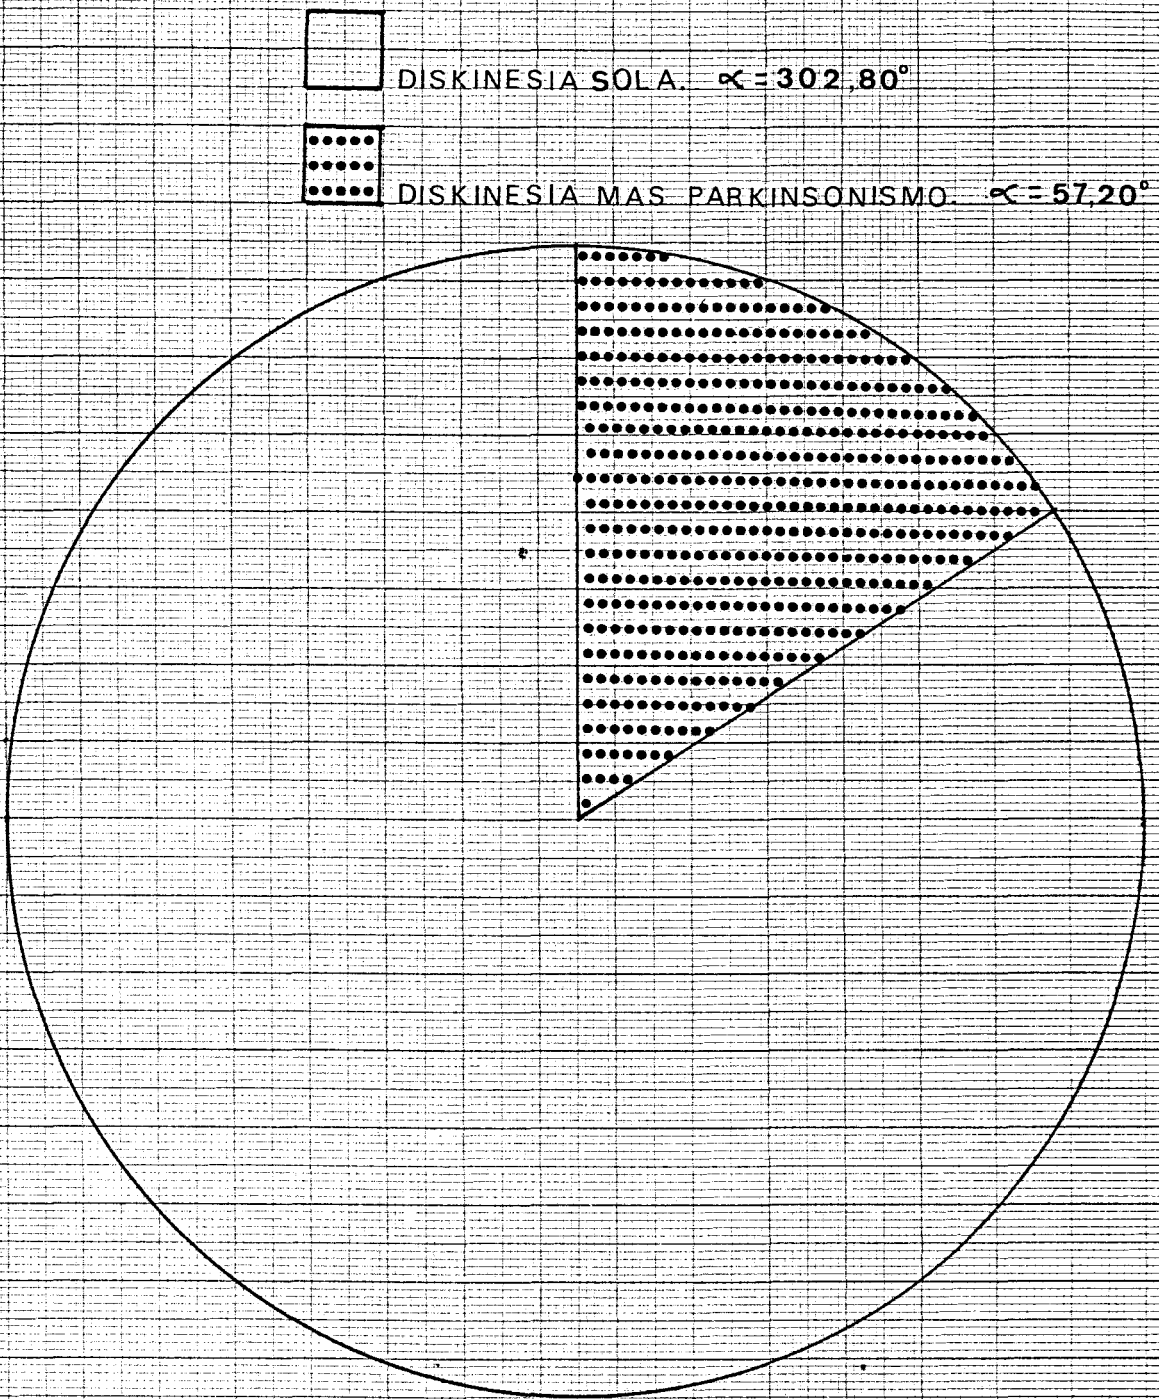 DISKINESIA SOLA. ∝ = 302,80°
DISKINESIA MAS PARKINSONISMO. ∝ = 57,20°